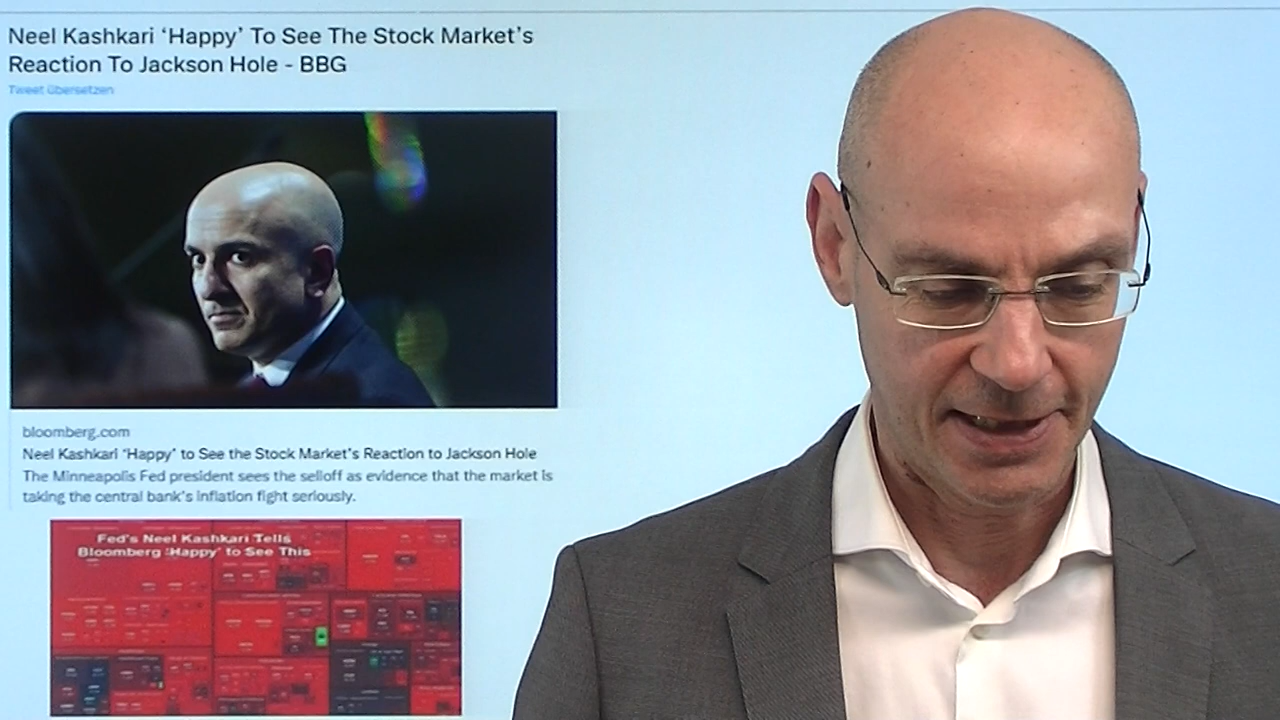 Neel Kashkari ‘Happy’ To See The Stock Market’s
Reaction To Jackson Hole - BBG
Tweet übersetzen
bloomberg.com
Neel Kashkari ‘Happy’ to See the Stock Market’s Reaction to Jackson Hole
The Minneapolis Fed president sees the selloff as evidence that the market is
taking the central bank’s inflation fight seriously.
Fed's Neel Kashkari Tells
Bloomberg 'Happy' to See This